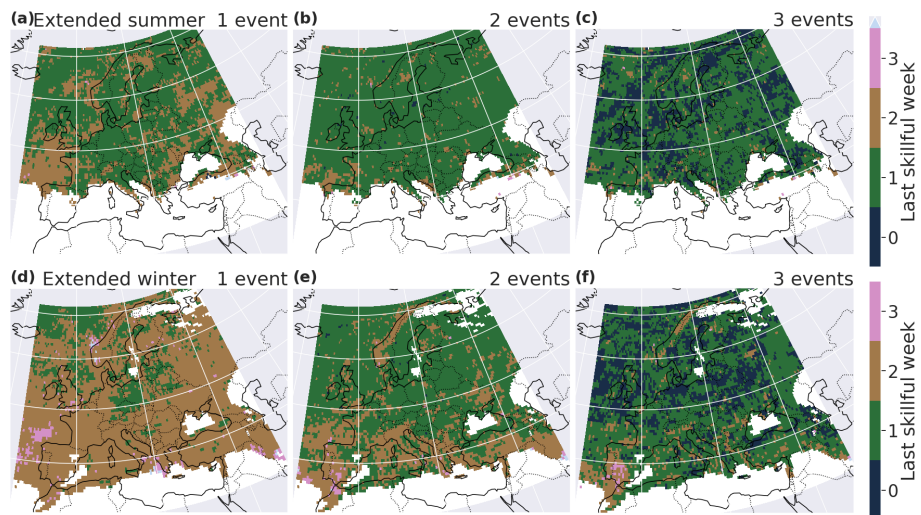 (a) Extended summer 1 event
(b) 2 events
(c) 3 events
3
2
1
0
Last skillful week
(d) Extended winter 1 event
(e) 2 events
(f) 3 events
3
2
1
0
Last skillful week